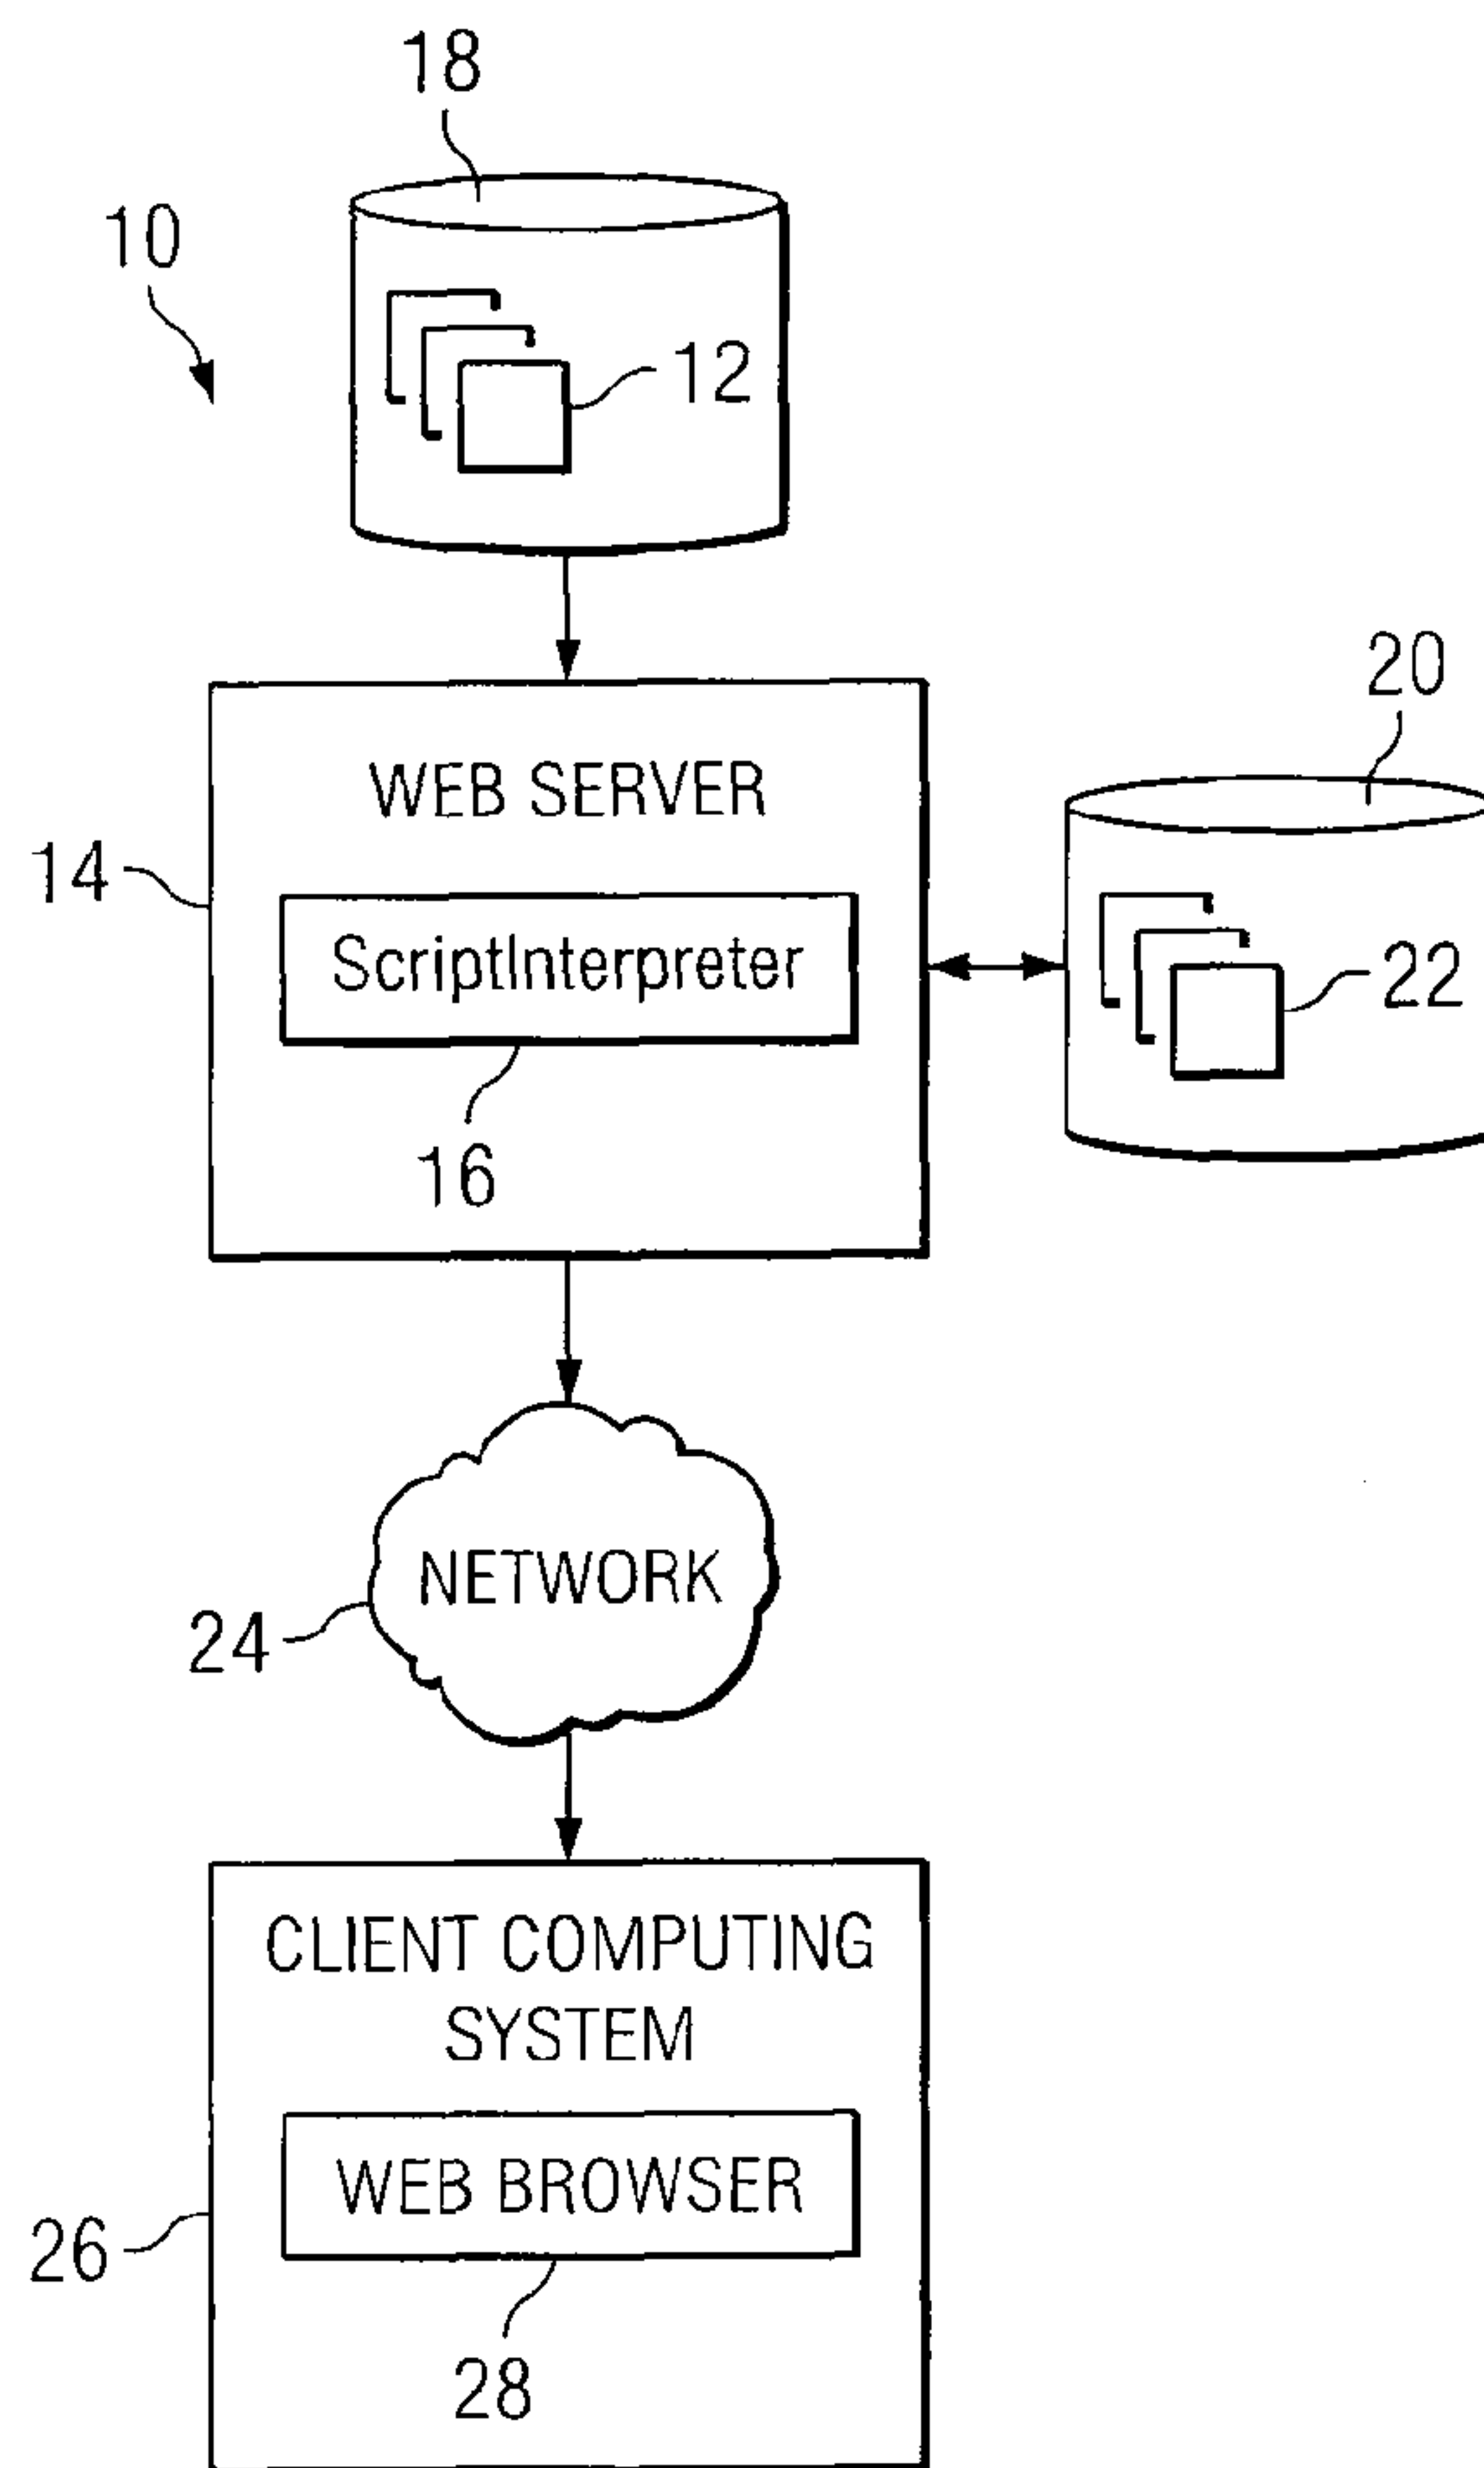 18
10
12
20
WEB SERVER
14
ScriptInterpreter
22
16
NETWORK
24
CLIENT COMPUTING
SYSTEM
WEB BROWSER
26
28